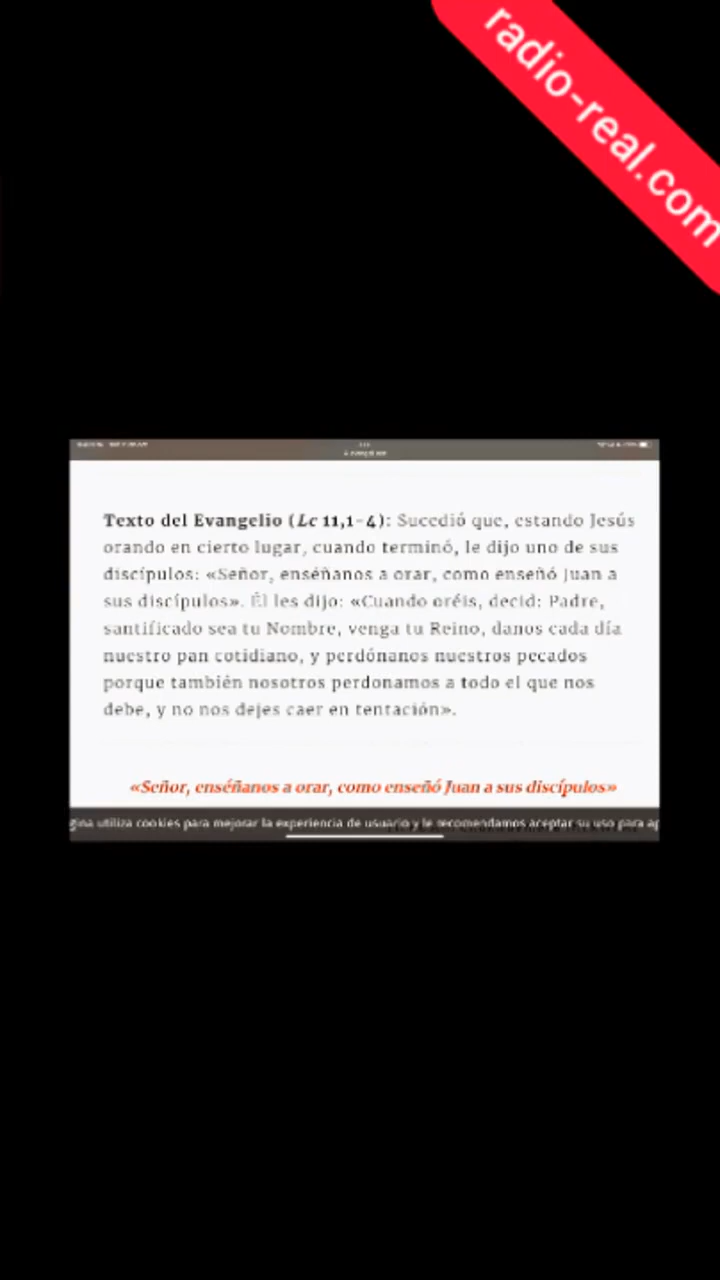 radio-real.com
Texto del Evangelio (Lc 11,1-4): Sucedió que, estando Jesús
orando en cierto lugar, cuando terminó, le dijo uno de sus
discípulos: «Señor, enséñanos a orar, como enseñó Juan a
sus discípulos». Él les dijo: «Cuando oréis, decid: Padre,
santificado sea tu Nombre, venga tu Reino, danos cada día
nuestro pan cotidiano, y perdónanos nuestros pecados
porque también nosotros perdonamos a todo el que nos
debe, y no nos dejes caer en tentación».
«Señor, enséñanos a orar, como enseñó Juan a sus discípulos»
gina utiliza cookies para mejorar la experiencia de usuario y le recomendamos aceptar su uso para ap